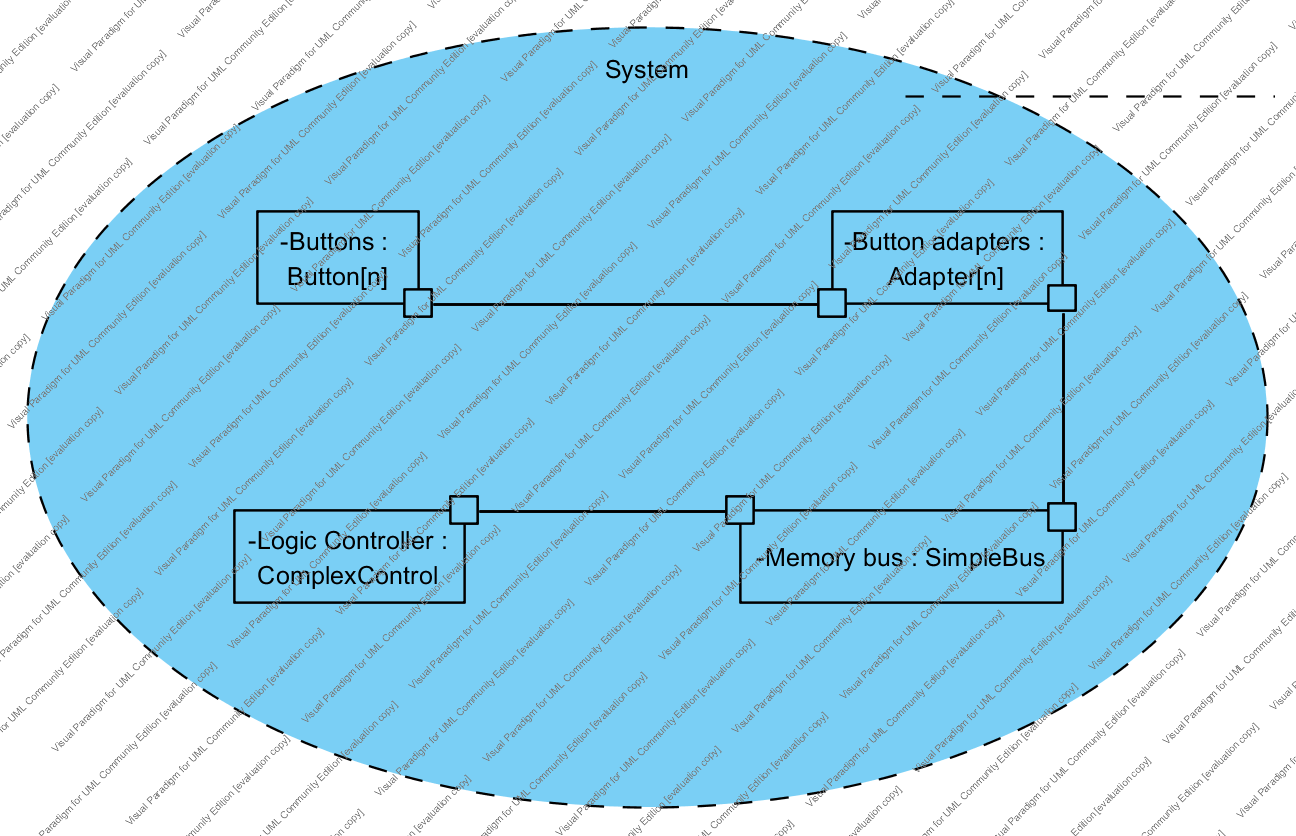 System
-Buttons :
Button[n]
-Button adapters :
Adapter[n]
-Logic Controller :
ComplexControl
-Memory bus : SimpleBus
Visual Paradigm for UML Community Edition [evaluation copy]